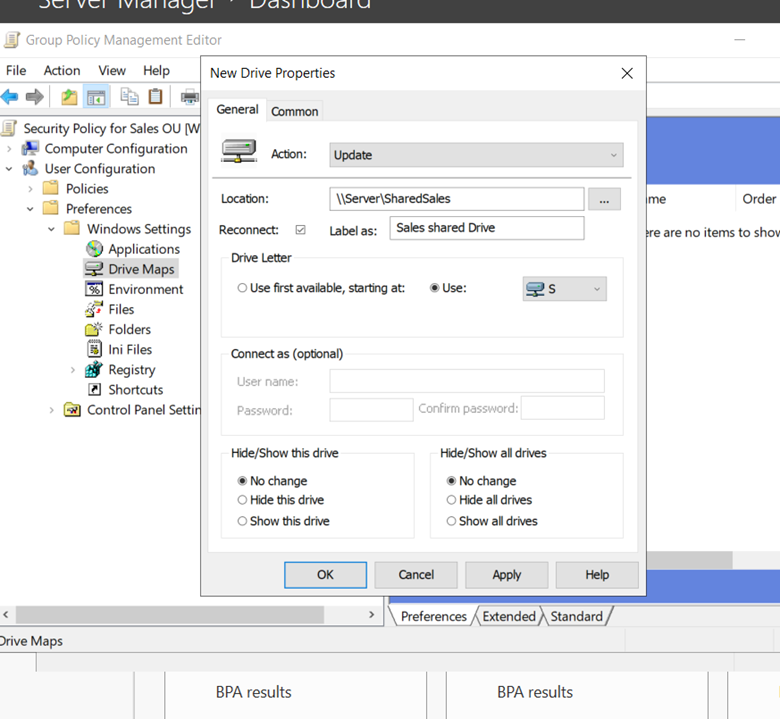 Server Manager · Dashboard
Group Policy Management Editor
File Action View Help
Security Policy for Sales OU [W
Computer Configuration
User Configuration
Policies
Preferences
Windows Settings
Applications
Drive Maps
Environment
Files
Folders
Ini Files
Registry
Shortcuts
Control Panel Settin
New Drive Properties
General Common
Action: Update
Location: \\Server\SharedSales ...
Reconnect: Label as: Sales shared Drive
Drive Letter
Use first available, starting at: Use: S
Connect as (optional)
User name:
Password: Confirm password:
Hide/Show this drive
No change
Hide this drive
Show this drive
Hide/Show all drives
No change
Hide all drives
Show all drives
OK Cancel Apply Help
me Order
ere are no items to show
Preferences Extended Standard
Drive Maps
BPA results BPA results